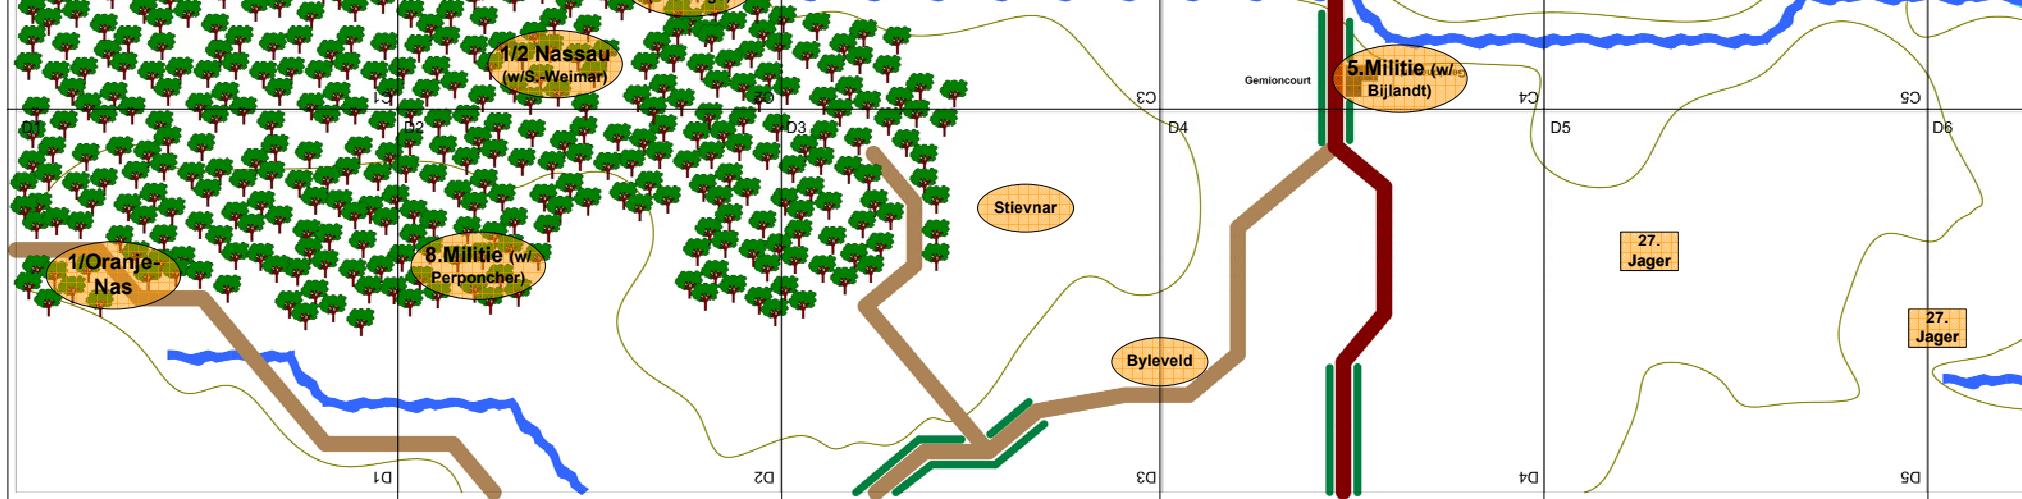 1/2 Nassau
(w/S.-Weimar)
Gemioncourt
5.Militie (w/
Bijlandt)
C1
C2
C3
C4
C5
D1
D2
D3
D4
D5
D6
Stievnar
27.
Jager
1/Oranje-
Nas
8.Militie (w/
Perponcher)
27.
Jager
Byleveld
D1
D2
D3
D4
D5